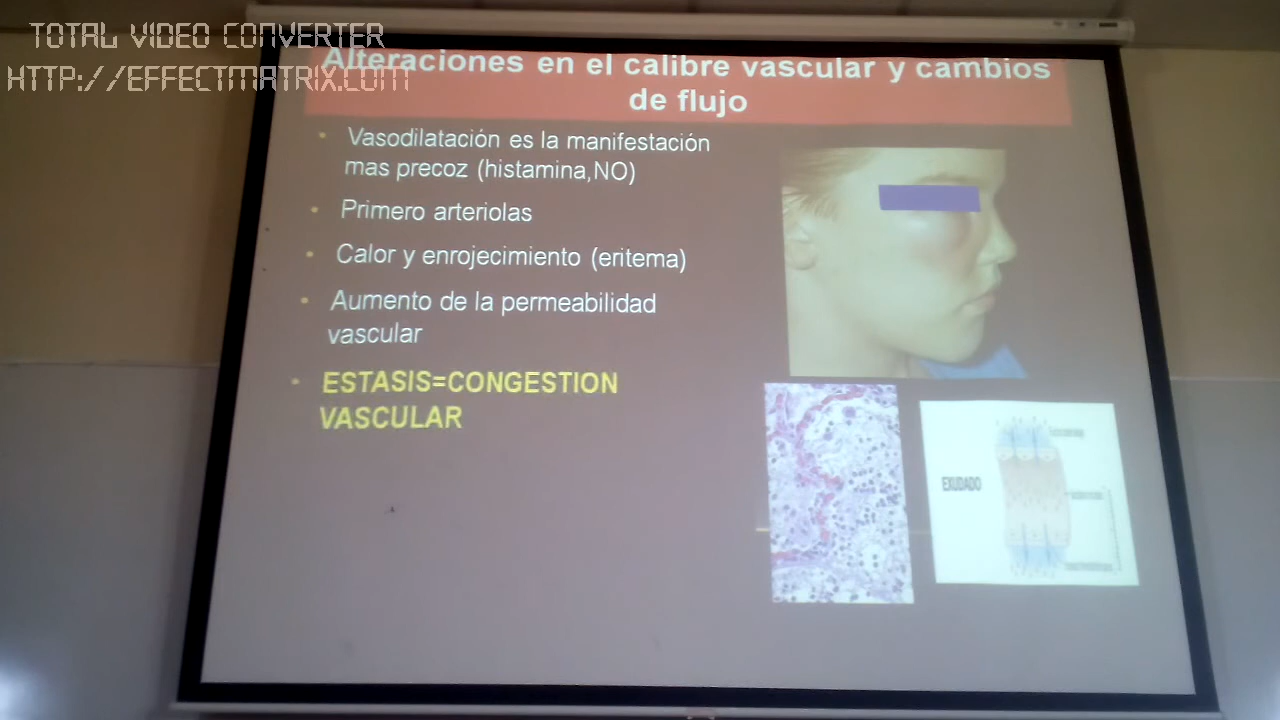 TOTAL VIDEO CONVERTER
HTTP://EFFECTMATRIX.COM
Alteraciones en el calibre vascular y cambios
de flujo
• Vasodilatación es la manifestación
mas precoz (histamina,NO)
• Primero arteriolas
• Calor y enrojecimiento (eritema)
• Aumento de la permeabilidad
vascular
• ESTASIS=CONGESTION
VASCULAR
EXUDADO